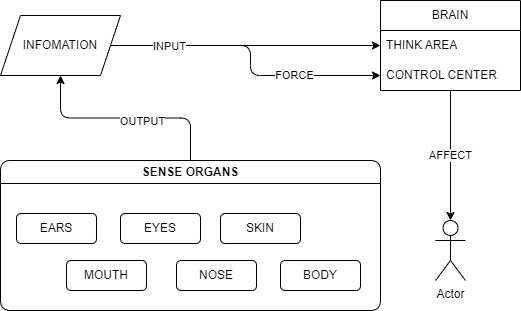 BRAIN
INFOMATION
INPUT
THINK AREA
FORCE
CONTROL CENTER
OUTPUT
AFFECT
SENSE ORGANS
EARS
EYES
SKIN
MOUTH
NOSE
BODY
Actor